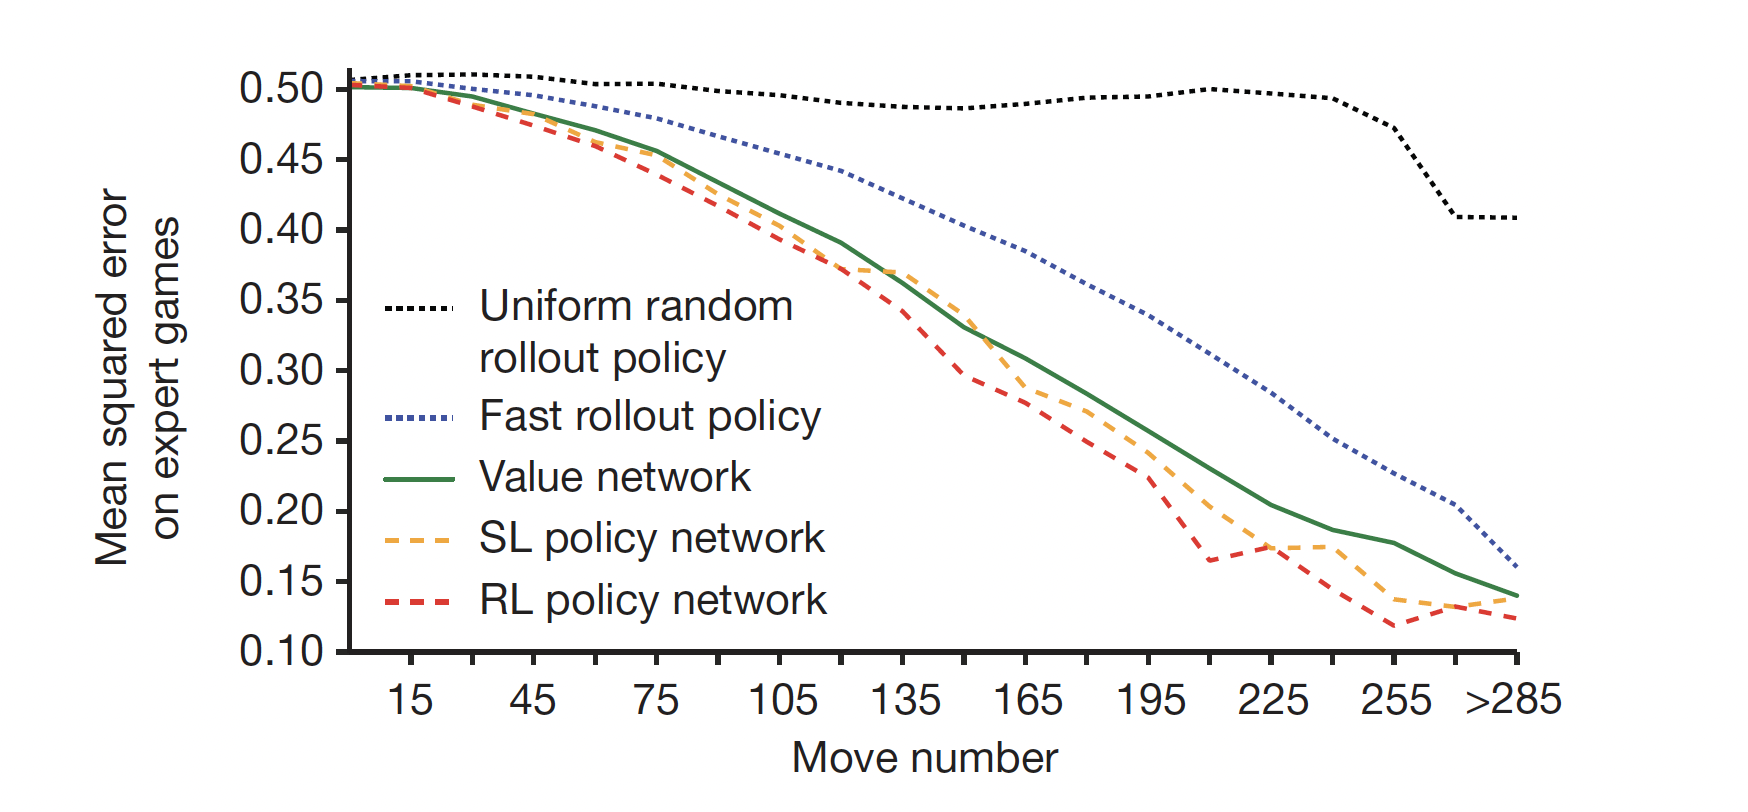 Mean squared error
on expert games
0.50
0.45
0.40
0.35
0.30
0.25
0.20
0.15
0.10
Uniform random
rollout policy
Fast rollout policy
Value network
SL policy network
RL policy network
15 45 75 105 135 165 195 225 255 >285
Move number